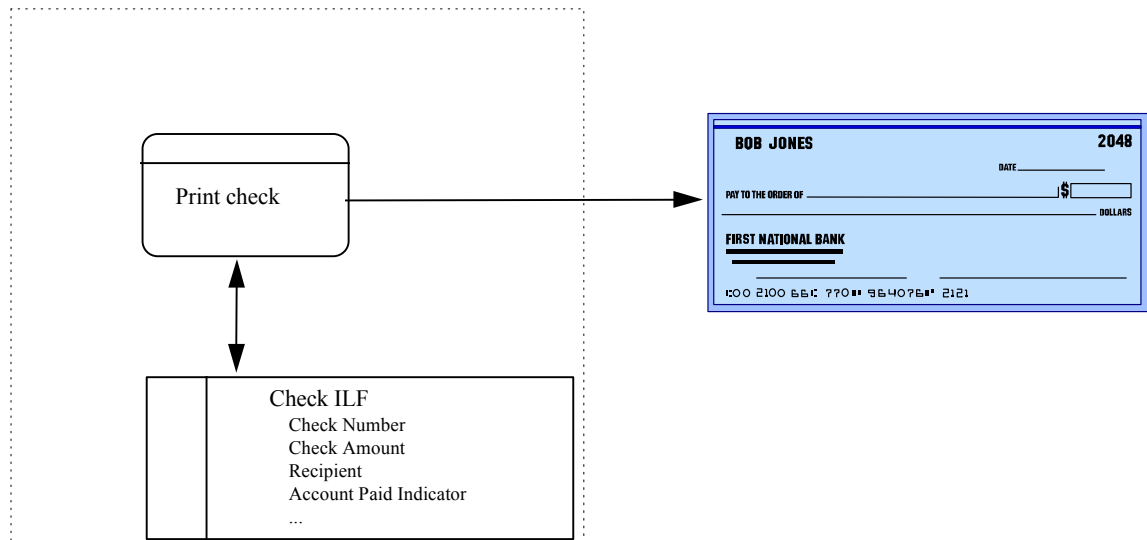 Print check
BOB JONES 2048
DATE
PAY TO THE ORDER OF $
DOLLARS
FIRST NATIONAL BANK
⑆00 2100 66⑆ 770⑈ 964076⑈ 2121
Check ILF
Check Number
Check Amount
Recipient
Account Paid Indicator
...